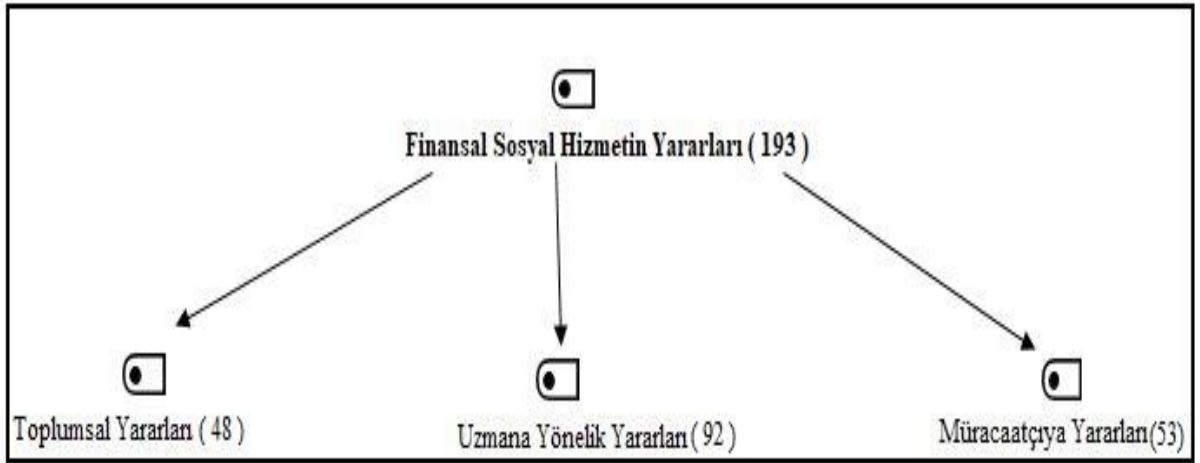 Finansal Sosyal Hizmetin Yararları ( 193 )
Toplumsal Yararları ( 48 )
Uzmana Yönelik Yararları ( 92 )
Müracaatçıya Yararları (53)